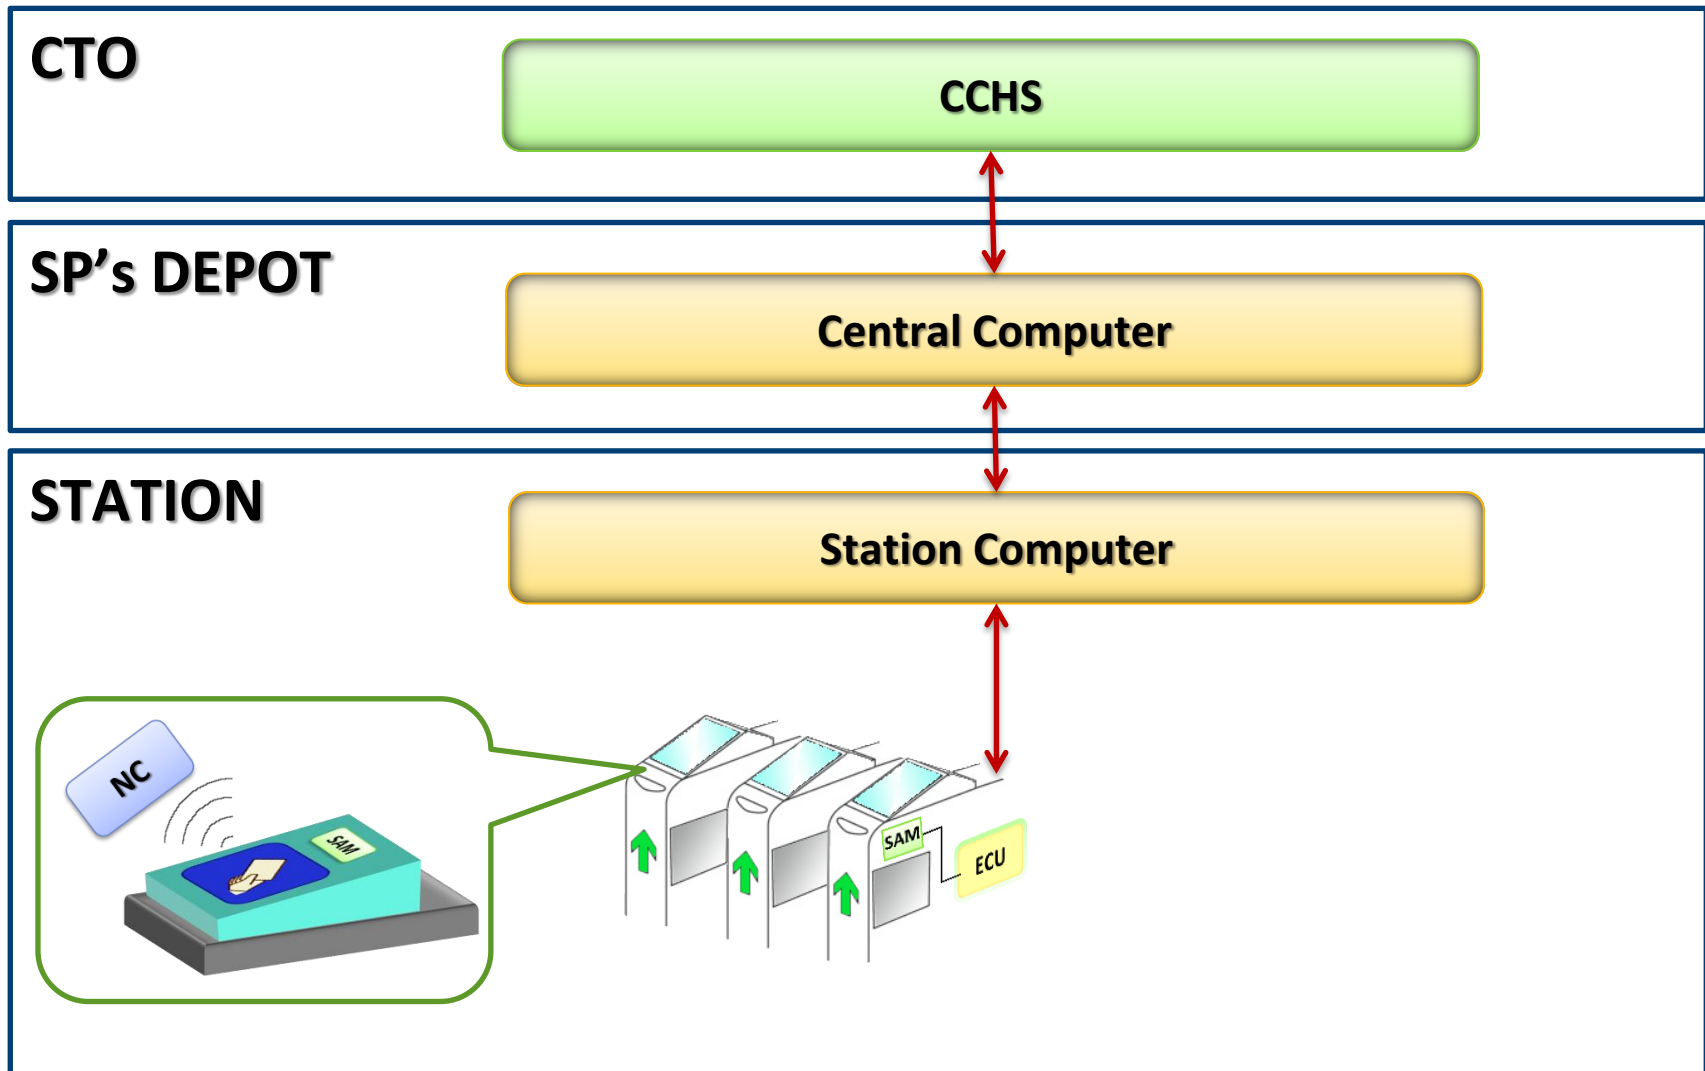 CTO
CCHS
SP’s DEPOT
Central Computer
STATION
Station Computer
NC
SAM
SAM
ECU